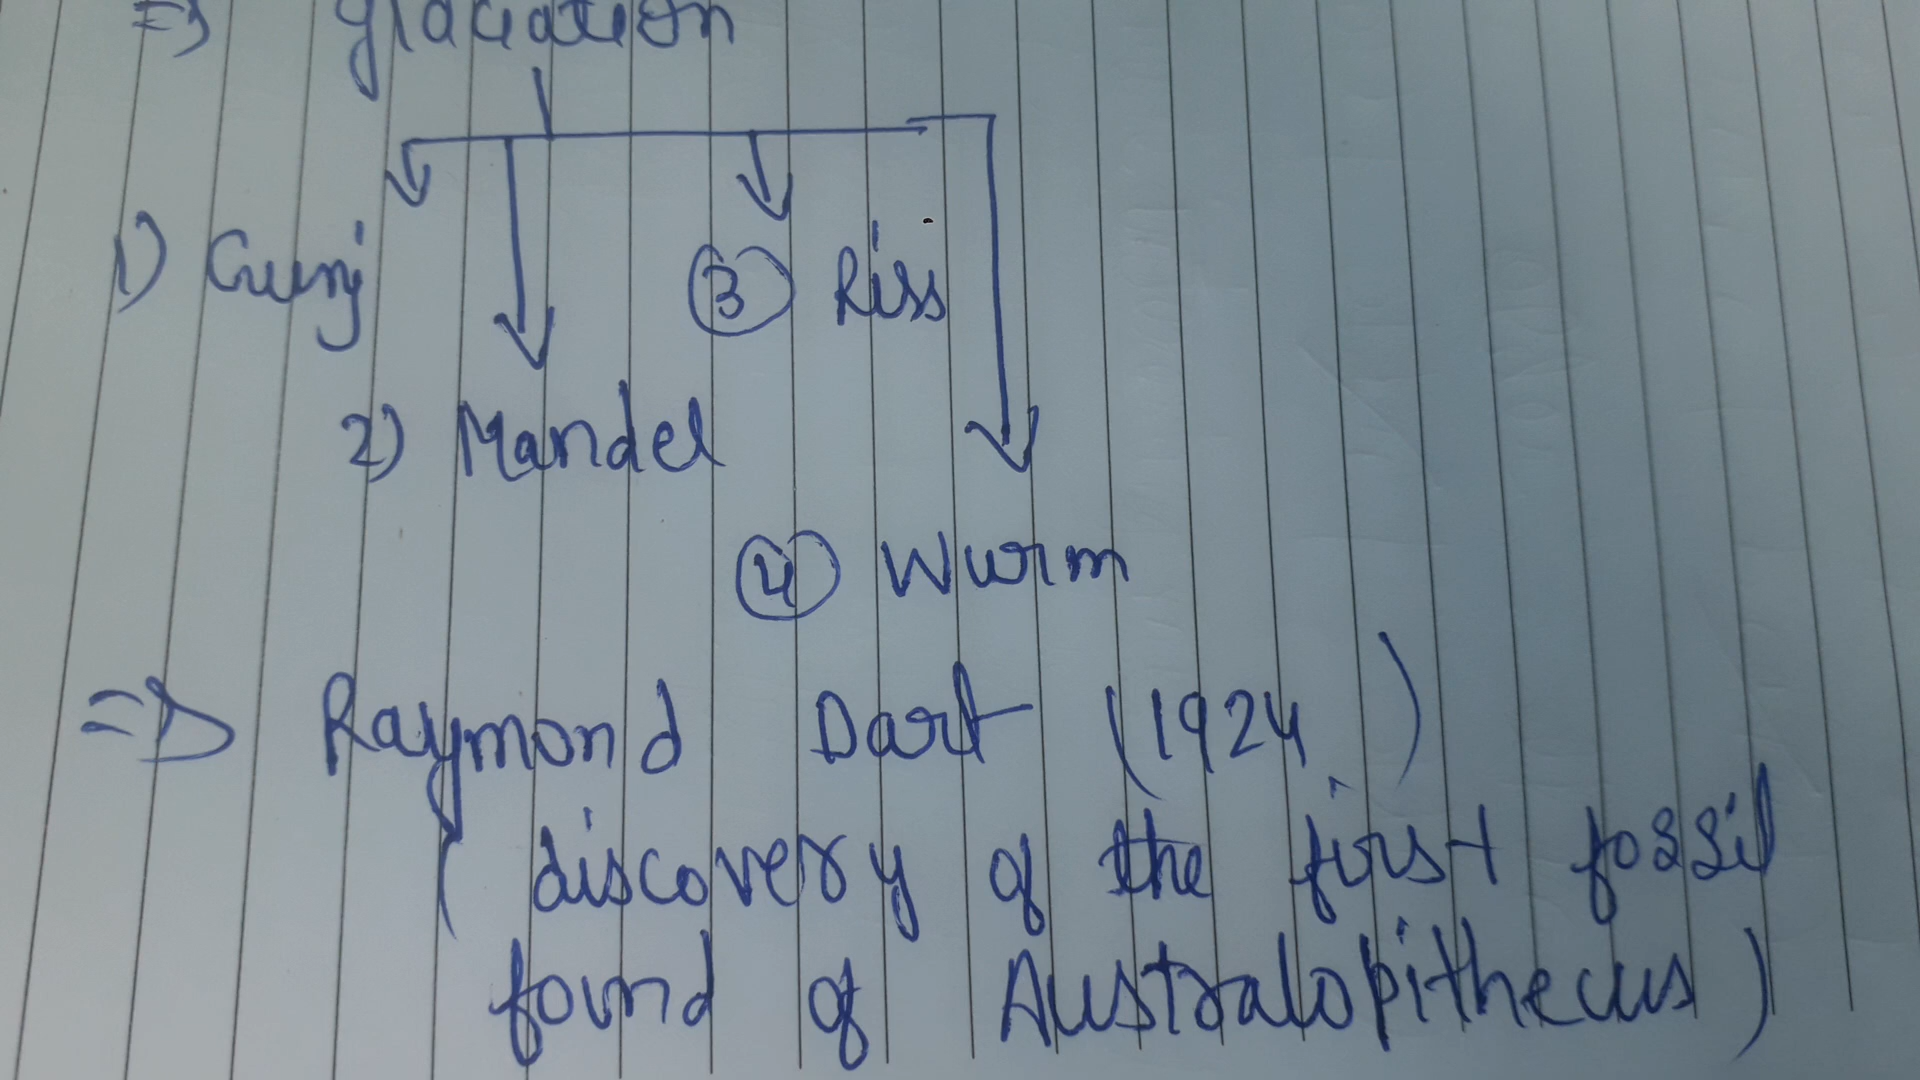 => glaciation
1) Gunj
③ Riss
2) Mandel
④ Wurm
=> Raymond Dart (1924)
( discovery of the first fossil
found of Australopithecus)